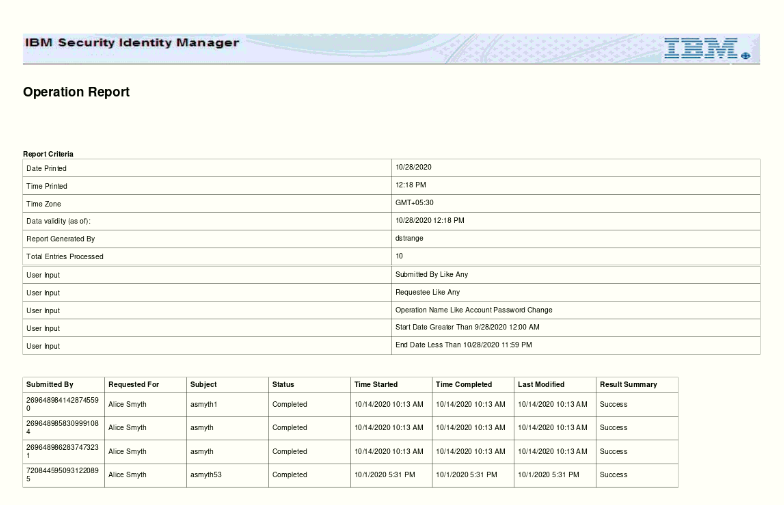 IBM Security Identity Manager
IBM
Operation Report
Report Criteria
Date Printed 10/28/2020
Time Printed 12:18 PM
Time Zone GMT+05:30
Data validity (as of): 10/28/2020 12:18 PM
Report Generated By dstrange
Total Entries Processed 10
User Input Submitted By Like Any
User Input Requestee Like Any
User Input Operation Name Like Account Password Change
User Input Start Date Greater Than 9/28/2020 12:00 AM
User Input End Date Less Than 10/28/2020 11:59 PM
Submitted By Requested For Subject Status Time Started Time Completed Last Modified Result Summary
269648984142874559
0 Alice Smyth asmyth1 Completed 10/14/2020 10:13 AM 10/14/2020 10:13 AM 10/14/2020 10:13 AM Success
269648985830999108
4 Alice Smyth asmyth Completed 10/14/2020 10:13 AM 10/14/2020 10:13 AM 10/14/2020 10:13 AM Success
269648986283747323
1 Alice Smyth asmyth Completed 10/14/2020 10:13 AM 10/14/2020 10:13 AM 10/14/2020 10:13 AM Success
720844595093122089
5 Alice Smyth asmyth53 Completed 10/1/2020 5:31 PM 10/1/2020 5:31 PM 10/1/2020 5:31 PM Success